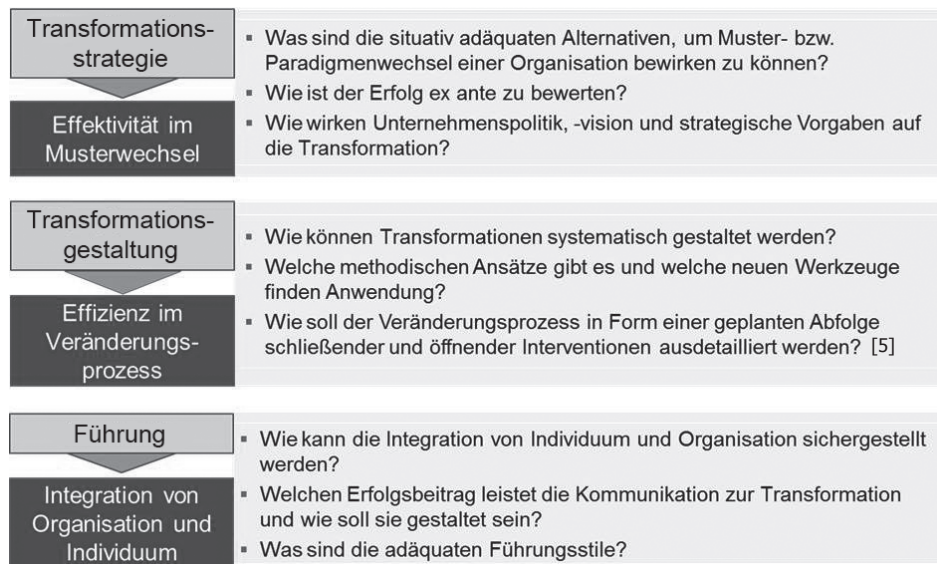 Transformations-
strategie
Effektivität im
Musterwechsel
▪ Was sind die situativ adäquaten Alternativen, um Muster- bzw.
Paradigmenwechsel einer Organisation bewirken zu können?
▪ Wie ist der Erfolg ex ante zu bewerten?
▪ Wie wirken Unternehmenspolitik, -vision und strategische Vorgaben auf
die Transformation?
Transformations-
gestaltung
Effizienz im
Veränderungs-
prozess
▪ Wie können Transformationen systematisch gestaltet werden?
▪ Welche methodischen Ansätze gibt es und welche neuen Werkzeuge
finden Anwendung?
▪ Wie soll der Veränderungsprozess in Form einer geplanten Abfolge
schließender und öffnender Interventionen ausdetailliert werden? [5]
Führung
Integration von
Organisation und
Individuum
▪ Wie kann die Integration von Individuum und Organisation sichergestellt
werden?
▪ Welchen Erfolgsbeitrag leistet die Kommunikation zur Transformation
und wie soll sie gestaltet sein?
▪ Was sind die adäquaten Führungsstile?